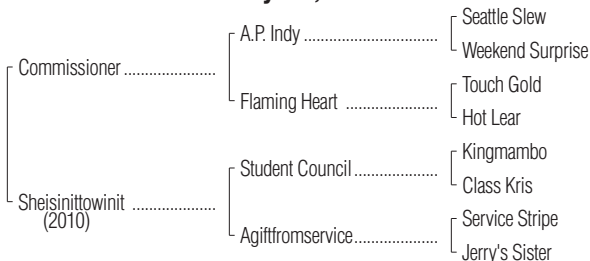 Seattle Slew
A.P. Indy ..................................
Weekend Surprise
Commissioner .......................
Touch Gold
Flaming Heart .......................
Hot Lear
Kingmambo
Student Council .....................
Class Kris
Sheisinittowinit .....................
(2010)
Service Stripe
Agiftfromservice .....................
Jerry's Sister